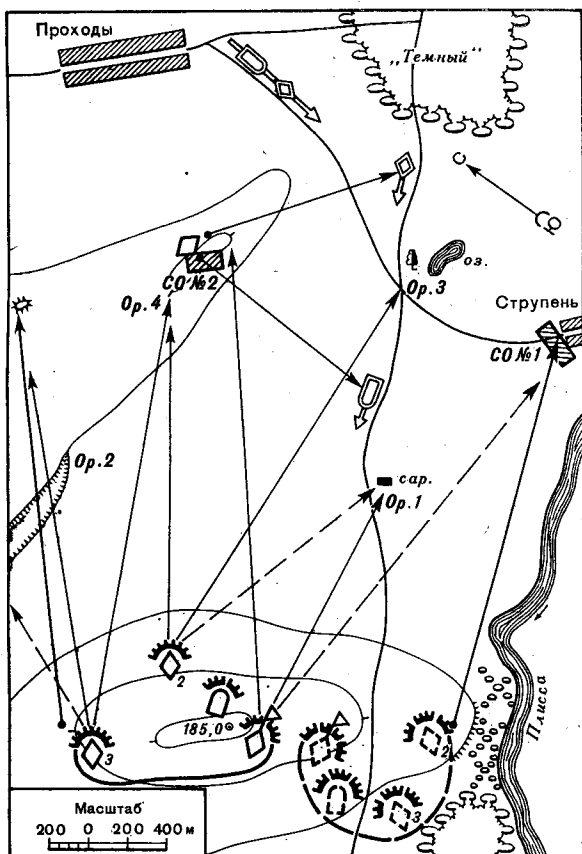 Проходы
„Темный"
СО №2
Ор.4
оз.
Ор.3
Струпень
СО №1
Ор.2
сар.
Ор.1
2
185,0
3
2
3
Плисса
Масштаб
200 0 200 400 м